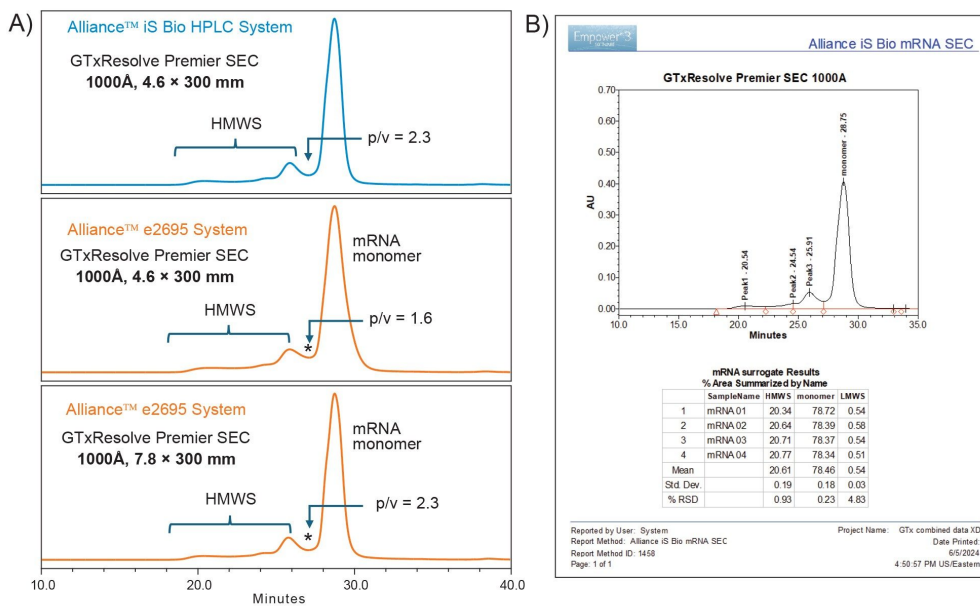 A)
Alliance™ iS Bio HPLC System
GTxResolve Premier SEC
1000Å, 4.6 × 300 mm
HMWS
p/v = 2.3
Alliance™ e2695 System
GTxResolve Premier SEC
1000Å, 4.6 × 300 mm
mRNA
monomer
HMWS
*
p/v = 1.6
Alliance™ e2695 System
GTxResolve Premier SEC
1000Å, 7.8 × 300 mm
mRNA
monomer
HMWS
*
p/v = 2.3
10.0 20.0 30.0 40.0
Minutes
B)
Empower 3
Alliance iS Bio mRNA SEC
GTxResolve Premier SEC 1000A
AU
0.70
0.60
0.50
0.40
0.30
0.20
0.10
0.00
Peak1 - 20.54
Peak2 - 24.54
Peak3 - 25.91
monomer - 28.75
10.0 15.0 20.0 25.0 30.0 35.0
Minutes
mRNA surrogate Results
% Area Summarized by Name
SampleName HMWS monomer LMWS
1 mRNA 01 20.34 78.72 0.54
2 mRNA 02 20.64 78.39 0.58
3 mRNA 03 20.71 78.37 0.54
4 mRNA 04 20.77 78.34 0.51
Mean 20.61 78.46 0.54
Std. Dev. 0.19 0.18 0.03
% RSD 0.93 0.23 4.83
Reported by User: System
Report Method: Alliance iS Bio mRNA SEC
Report Method ID: 1458
Page: 1 of 1
Project Name: GTx combined data XD
Date Printed:
6/5/2024
4:50:57 PM US/Eastern